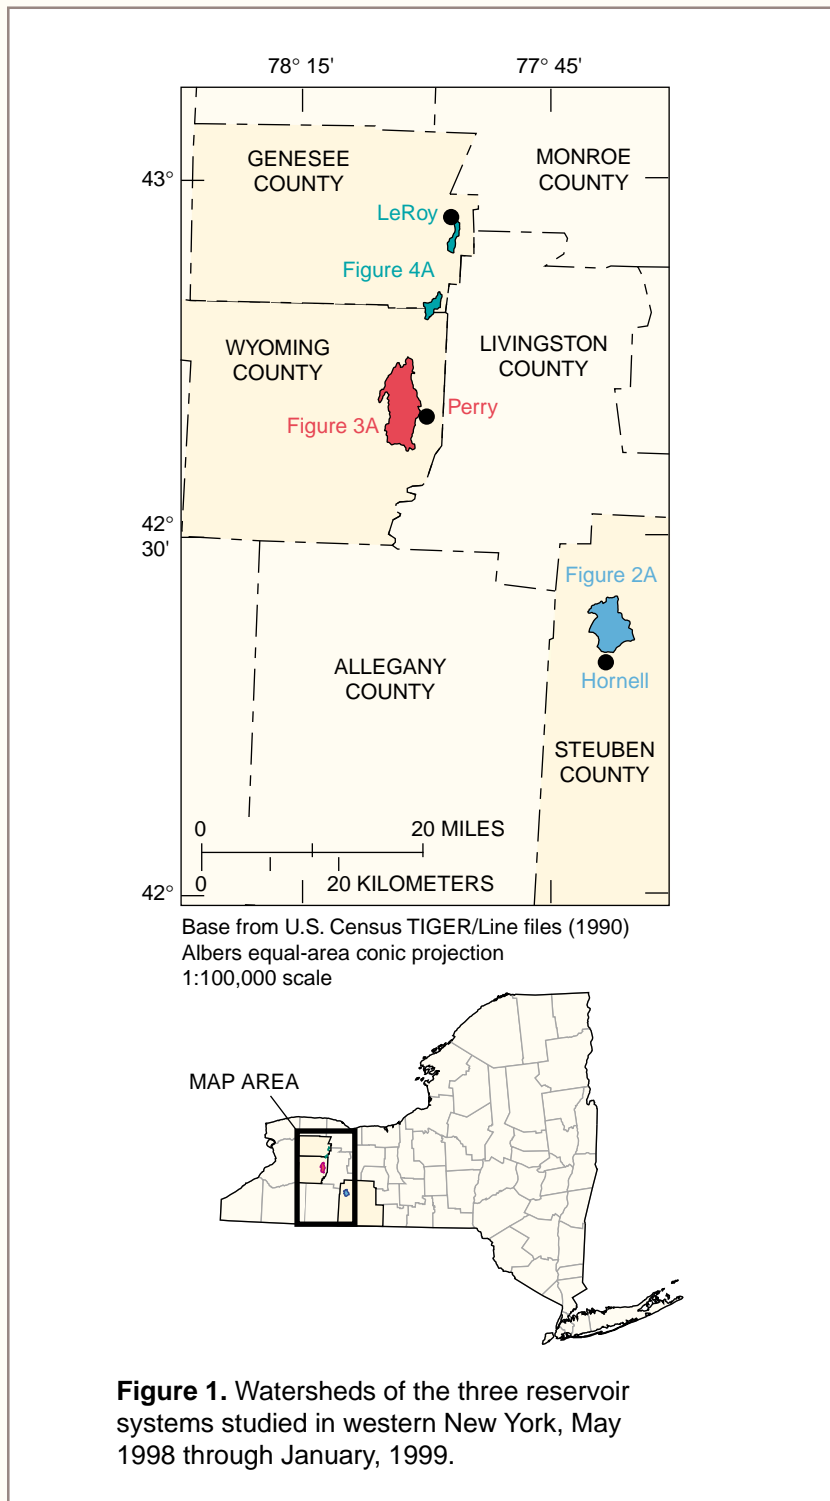 78° 15'
77° 45'
GENESEE
COUNTY
MONROE
COUNTY
43°
LeRoy
Figure 4A
WYOMING
COUNTY
LIVINGSTON
COUNTY
Perry
Figure 3A
42°
30'
Figure 2A
Hornell
ALLEGANY
COUNTY
STEUBEN
COUNTY
0
20 MILES
0
20 KILOMETERS
42°
Base from U.S. Census TIGER/Line files (1990)
Albers equal-area conic projection
1:100,000 scale
MAP AREA
Figure 1. Watersheds of the three reservoir
systems studied in western New York, May
1998 through January, 1999.